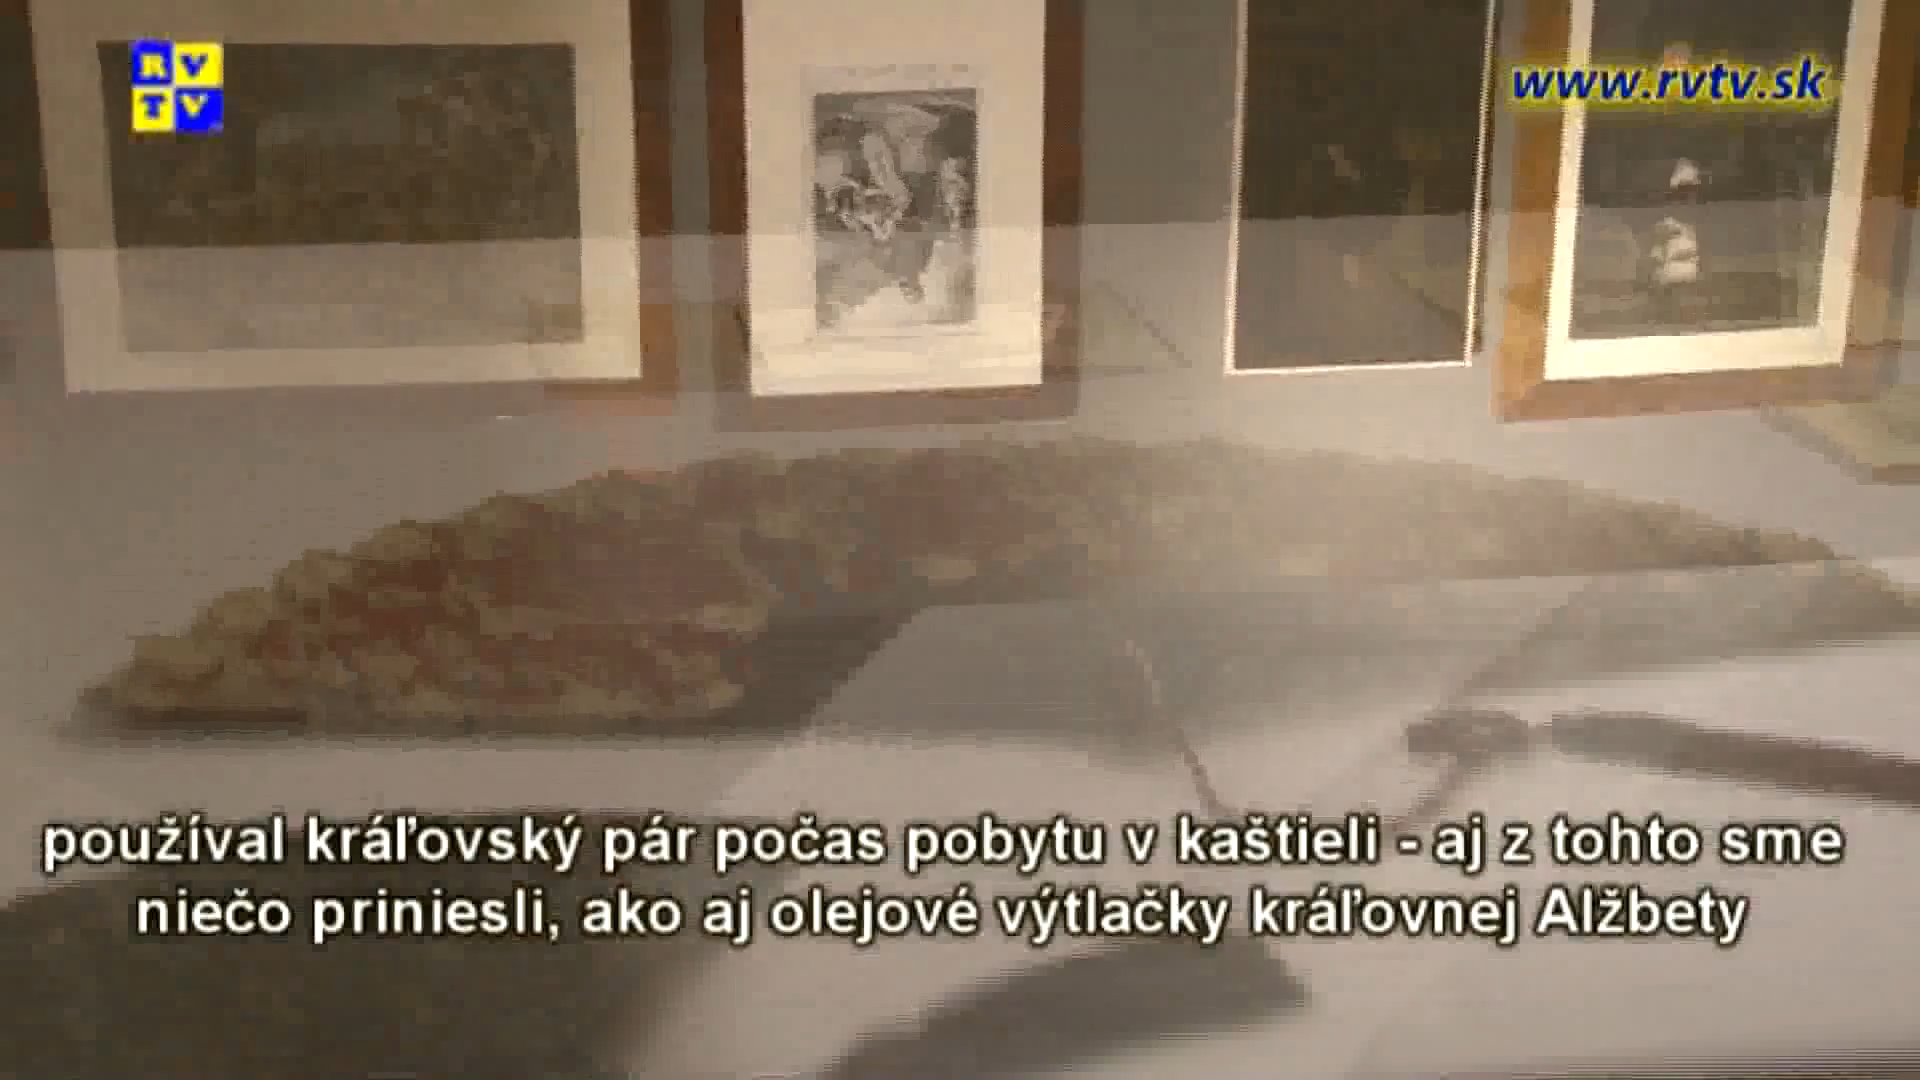 RV
TV
www.rvtv.sk
používal kráľovský pár počas pobytu v kaštieli - aj z tohto sme
niečo priniesli, ako aj olejové výtlačky kráľovnej Alžbety